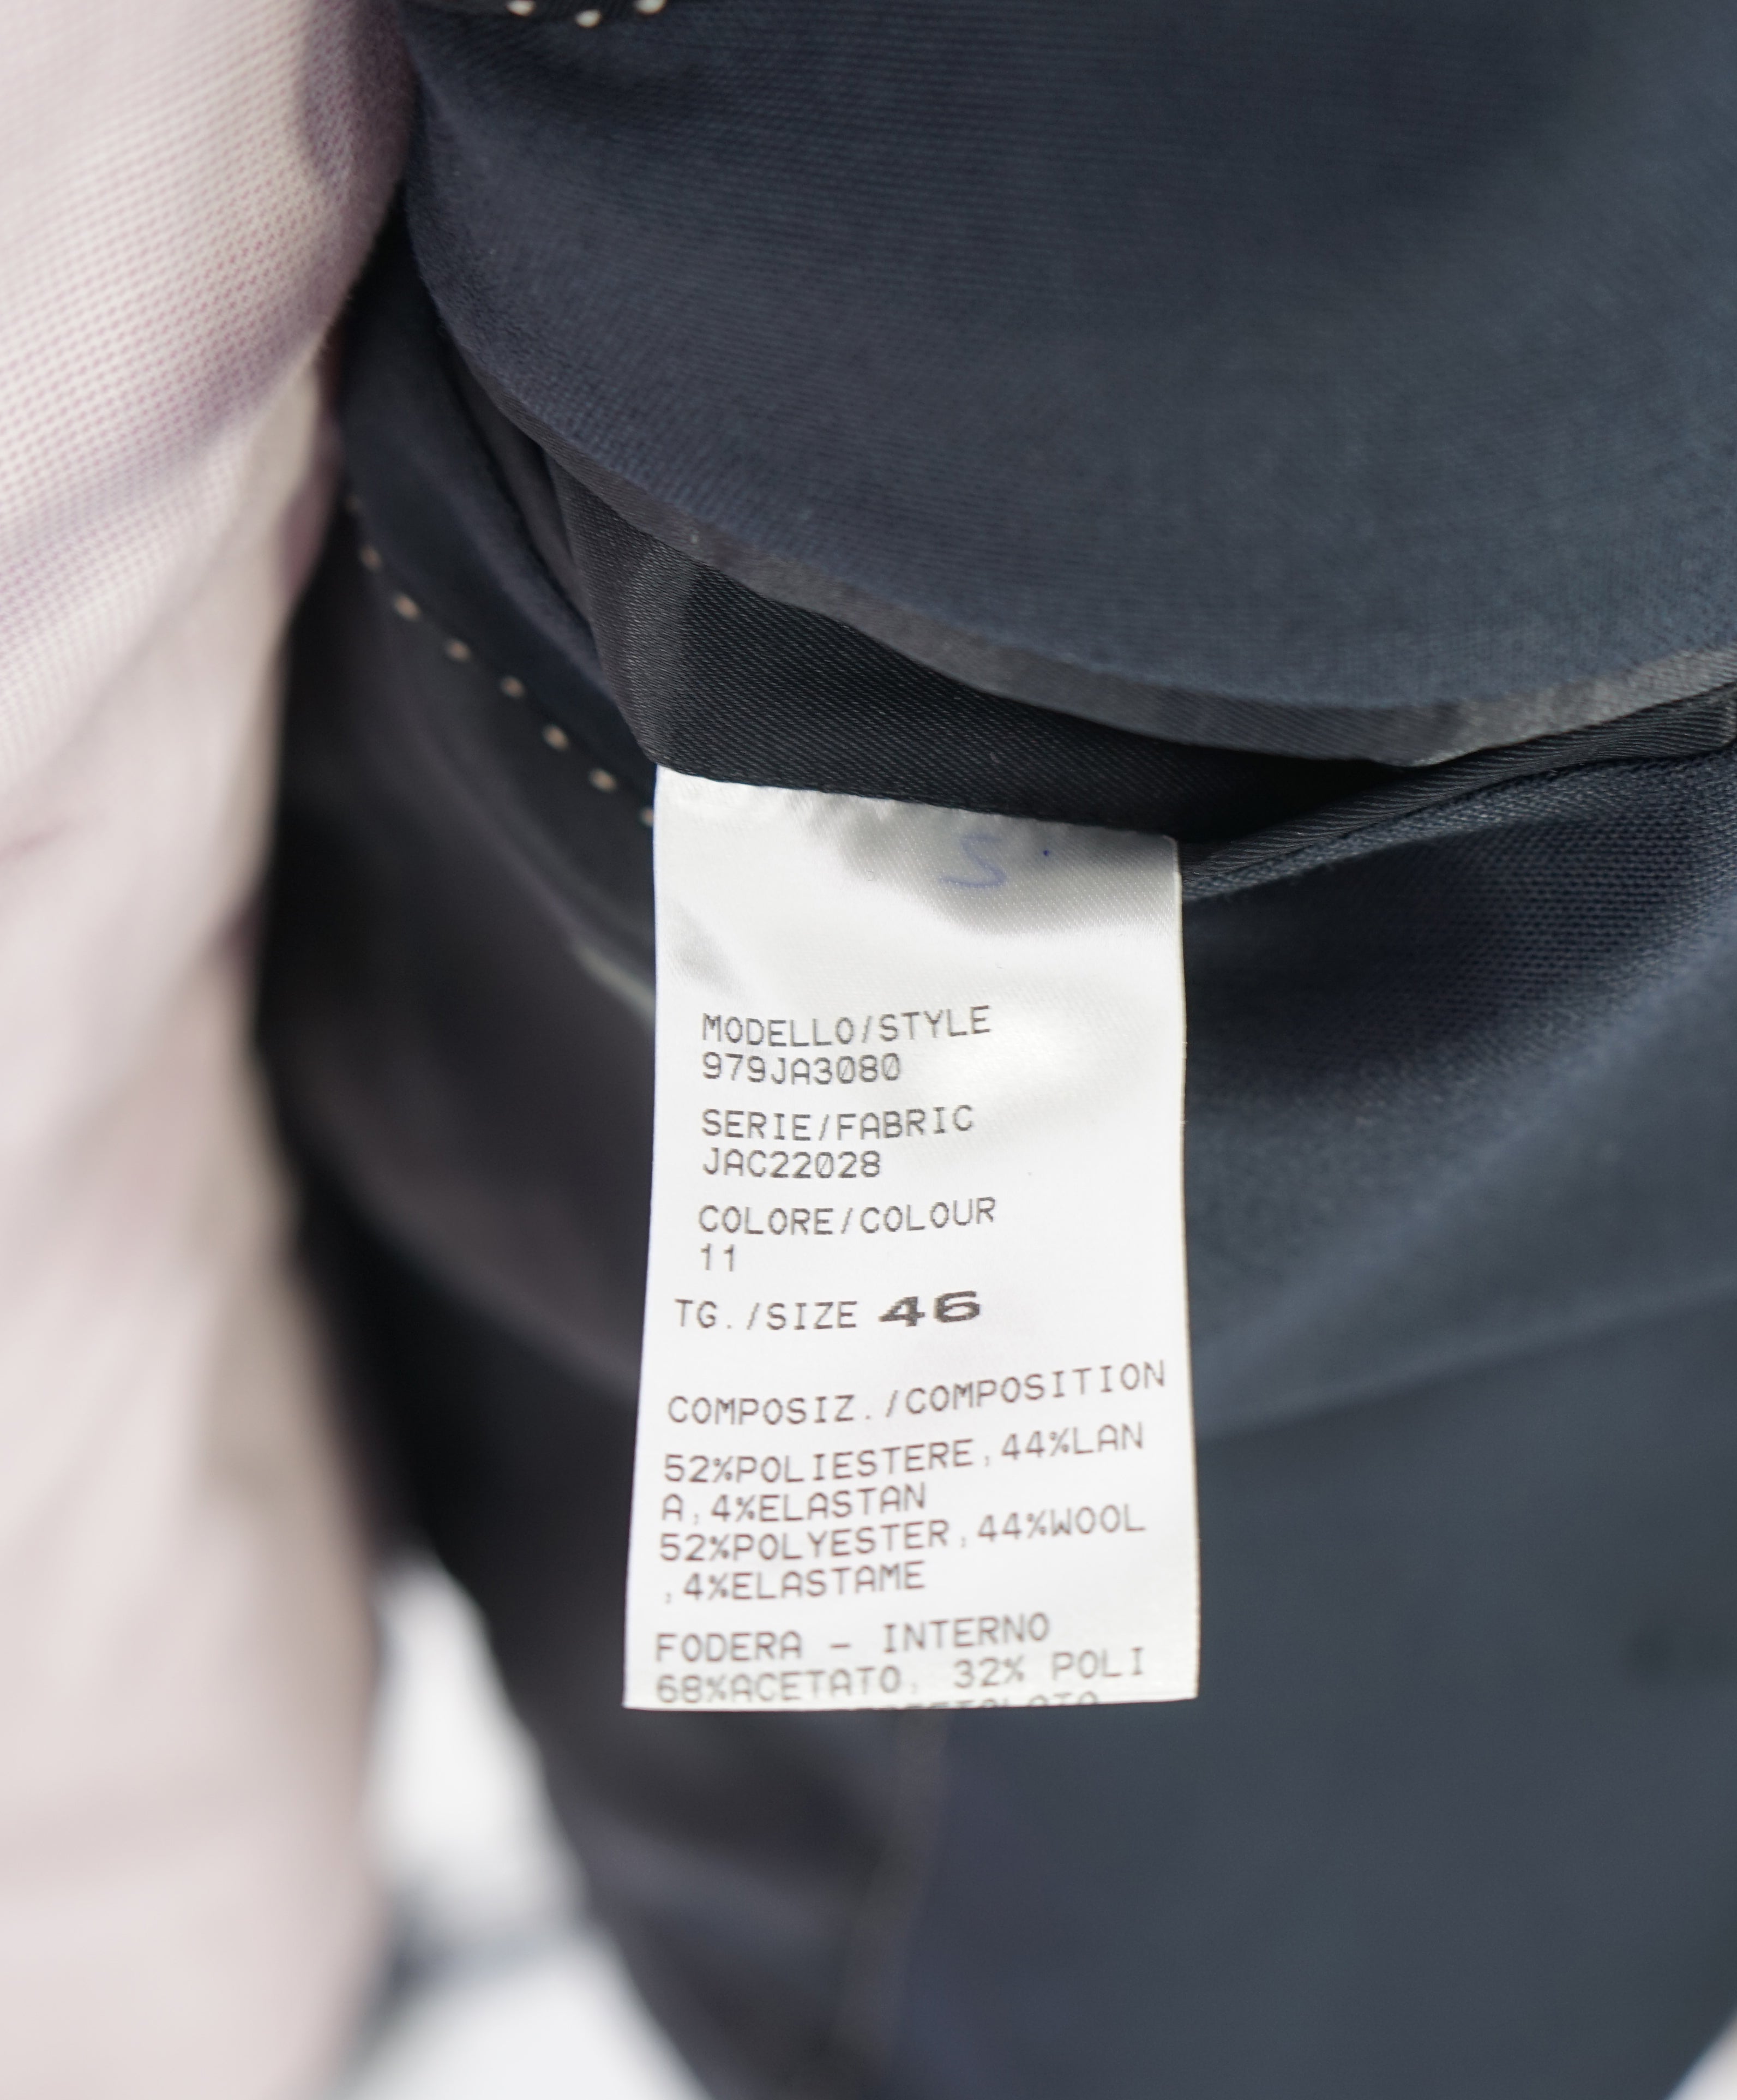 S
MODELLO/STYLE
979JA3080
SERIE/FABRIC
JAC22028
COLORE/COLOUR
11
TG./SIZE 46
COMPOSIZ./COMPOSITION
52%POLIESTERE,44%LAN
A,4%ELASTAN
52%POLYESTER,44%WOOL
,4%ELASTAME
FODERA - INTERNO
68%ACETATO, 32% POLI